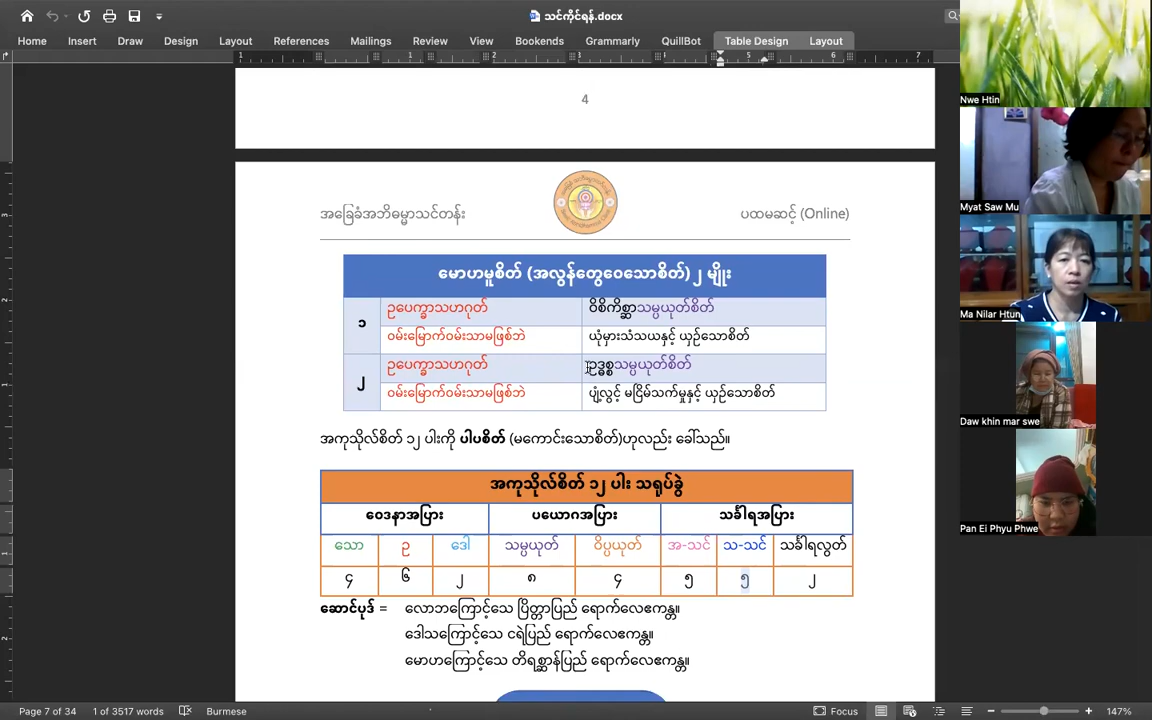 သင်ကိုင်ရန်.docx
Home Insert Draw Design Layout References Mailings Review View Bookends Grammarly QuillBot Table Design Layout
1 1 2 3 4 5 6 7
4
အခြေခံအဘိဓမ္မာသင်တန်း ပထမဆင့် (Online)
မောဟမူစိတ် (အလွန်တွေဝေသောစိတ်) ၂ မျိုး
၁ ဥပေက္ခာသဟဂုတ် ဝိစိကိစ္ဆာသမ္ပယုတ်စိတ်
ဝမ်းမြောက်ဝမ်းသာမဖြစ်ဘဲ ယုံမှားသံသယနှင့် ယှဉ်သောစိတ်
၂ ဥပေက္ခာသဟဂုတ် ဥဒ္ဓစ္စသမ္ပယုတ်စိတ်
ဝမ်းမြောက်ဝမ်းသာမဖြစ်ဘဲ ပျံ့လွင့် မငြိမ်သက်မှုနှင့် ယှဉ်သောစိတ်
အကုသိုလ်စိတ် ၁၂ ပါးကို ပါပစိတ် (မကောင်းသောစိတ်)ဟုလည်း ခေါ်သည်။
အကုသိုလ်စိတ် ၁၂ ပါး သရုပ်ခွဲ
ဝေဒနာအပြား ပယောဂအပြား သင်္ခါရအပြား
သော ဥ ဒေါ သမ္ပယုတ် ဝိပ္ပယုတ် အ-သင် သ-သင် သင်္ခါရလွတ်
၄ ၆ ၂ ၈ ၄ ၅ ၅ ၂
ဆောင်ပုဒ် = လောဘကြောင့်သေ ပြိတ္တာပြည် ရောက်လေဧကန္တ။
ဒေါသကြောင့်သေ ငရဲပြည် ရောက်လေဧကန္တ။
မောဟကြောင့်သေ တိရစ္ဆာန်ပြည် ရောက်လေဧကန္တ။
Nwe Htin
Myat Saw Mu
Ma Nilar Htun
Daw khin mar swe
Pan Ei Phyu Phwe
Page 7 of 34 1 of 3517 words Burmese Focus 147%